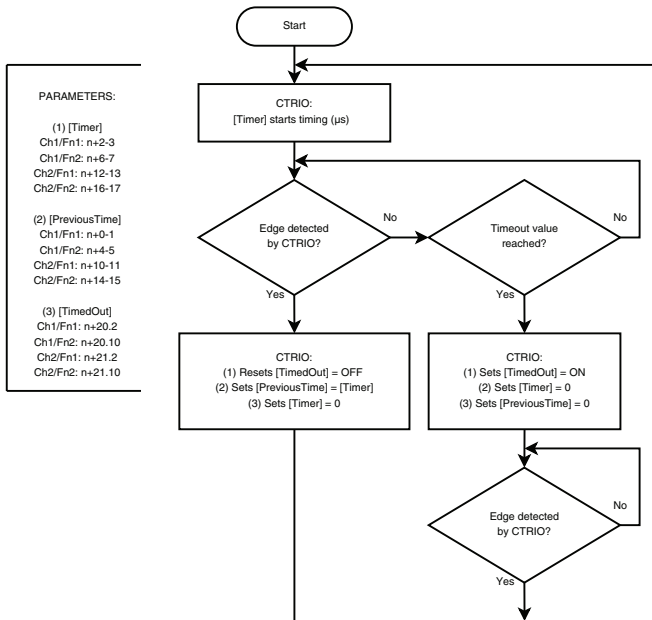 Start
PARAMETERS:
(1) [Timer]
Ch1/Fn1: n+2-3
Ch1/Fn2: n+6-7
Ch2/Fn1: n+12-13
Ch2/Fn2: n+16-17
(2) [PreviousTime]
Ch1/Fn1: n+0-1
Ch1/Fn2: n+4-5
Ch2/Fn1: n+10-11
Ch2/Fn2: n+14-15
(3) [TimedOut]
Ch1/Fn1: n+20.2
Ch1/Fn2: n+20.10
Ch2/Fn1: n+21.2
Ch2/Fn2: n+21.10
CTRIO:
[Timer] starts timing (µs)
Edge detected
by CTRIO?
No
Yes
Timeout value
reached?
No
Yes
CTRIO:
(1) Resets [TimedOut] = OFF
(2) Sets [PreviousTime] = [Timer]
(3) Sets [Timer] = 0
CTRIO:
(1) Sets [TimedOut] = ON
(2) Sets [Timer] = 0
(3) Sets [PreviousTime] = 0
Edge detected
by CTRIO?
No
Yes